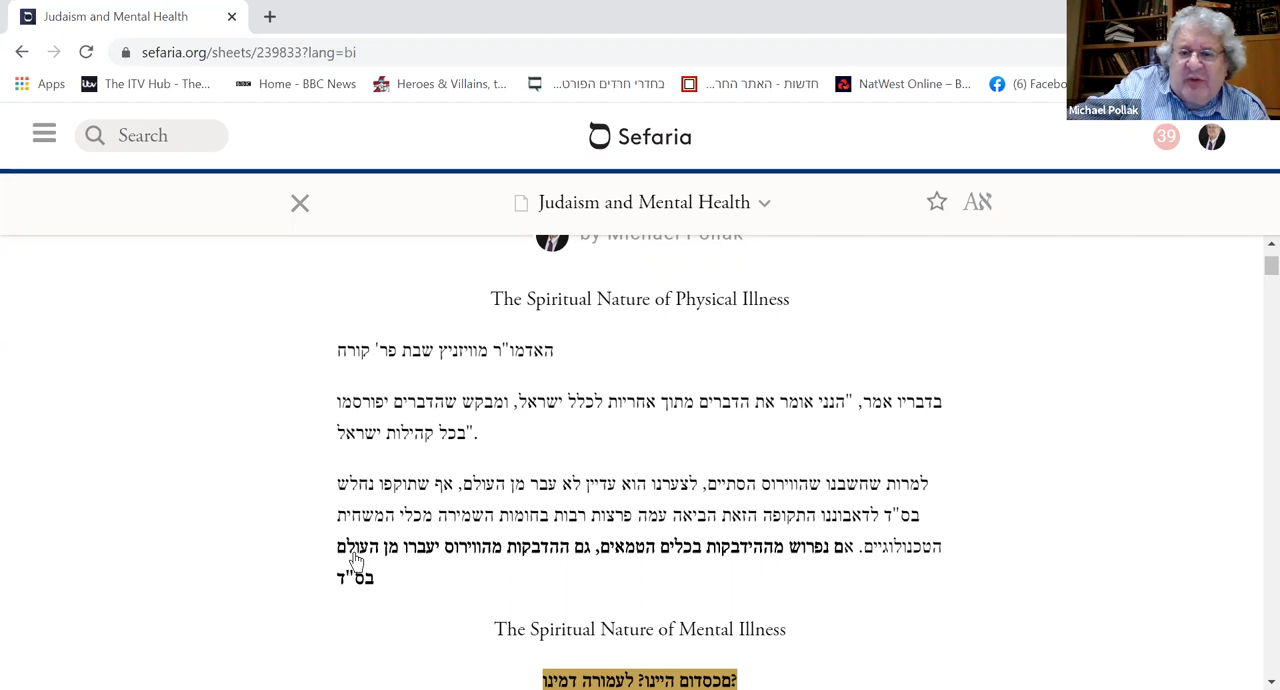 Judaism and Mental Health
sefaria.org/sheets/239833?lang=bi
Apps
The ITV Hub - The...
Home - BBC News
Heroes & Villains, t...
בחדרי חרדים הפורט...
חדשות - האתר החר...
NatWest Online – B...
(6) Facebo
Michael Pollak
Search
Sefaria
39
Judaism and Mental Health
by Michael Pollak
The Spiritual Nature of Physical Illness
האדמו"ר מוויזניץ שבת פר' קורח
בדבריו אמר, "הנני אומר את הדברים מתוך אחריות לכלל ישראל, ומבקש שהדברים יפורסמו
בכל קהילות ישראל".
למרות שחשבנו שהווירוס הסתיים, לצערנו הוא עדיין לא עבר מן העולם, אף שתוקפו נחלש
בס"ד לדאבוננו התקופה הזאת הביאה עמה פרצות רבות בחומות השמירה מכלי המשחית
הטכנולוגיים. אם נפרוש מההידבקות בכלים הטמאים, גם ההדבקות מהווירוס יעברו מן העולם
בס"ד
The Spiritual Nature of Mental Illness
?םכסדום היינו? לעמורה דמינו